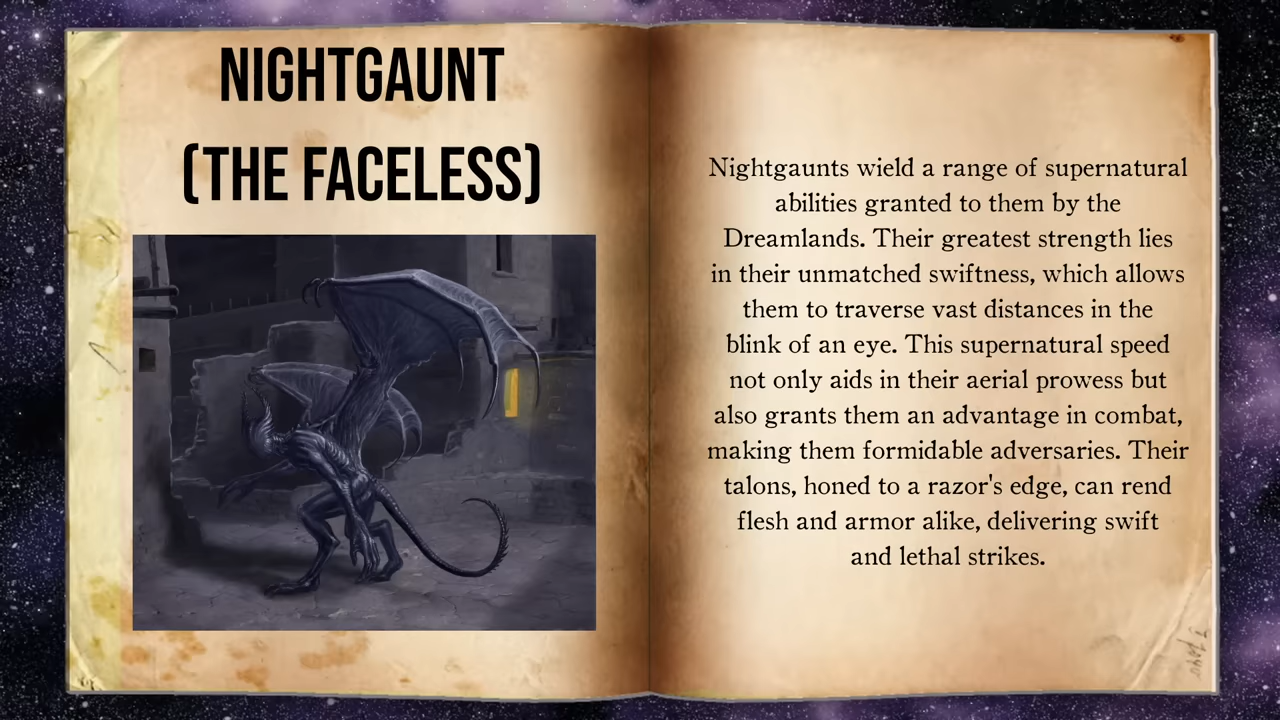 NIGHTGAUNT
(THE FACELESS)
Nightgaunts wield a range of supernatural
abilities granted to them by the
Dreamlands. Their greatest strength lies
in their unmatched swiftness, which allows
them to traverse vast distances in the
blink of an eye. This supernatural speed
not only aids in their aerial prowess but
also grants them an advantage in combat,
making them formidable adversaries. Their
talons, honed to a razor's edge, can rend
flesh and armor alike, delivering swift
and lethal strikes.